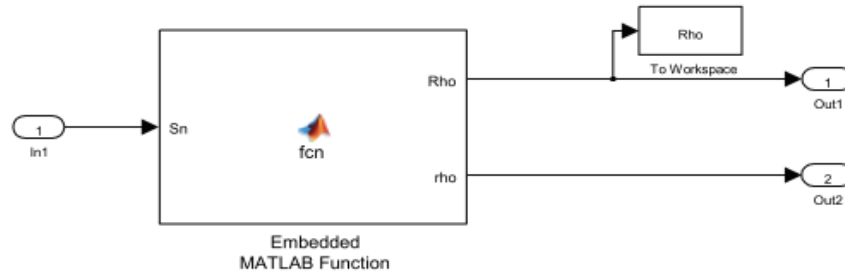 Rho
To Workspace
Rho
1
Out1
1
In1
Sn
fcn
rho
2
Out2
Embedded
MATLAB Function